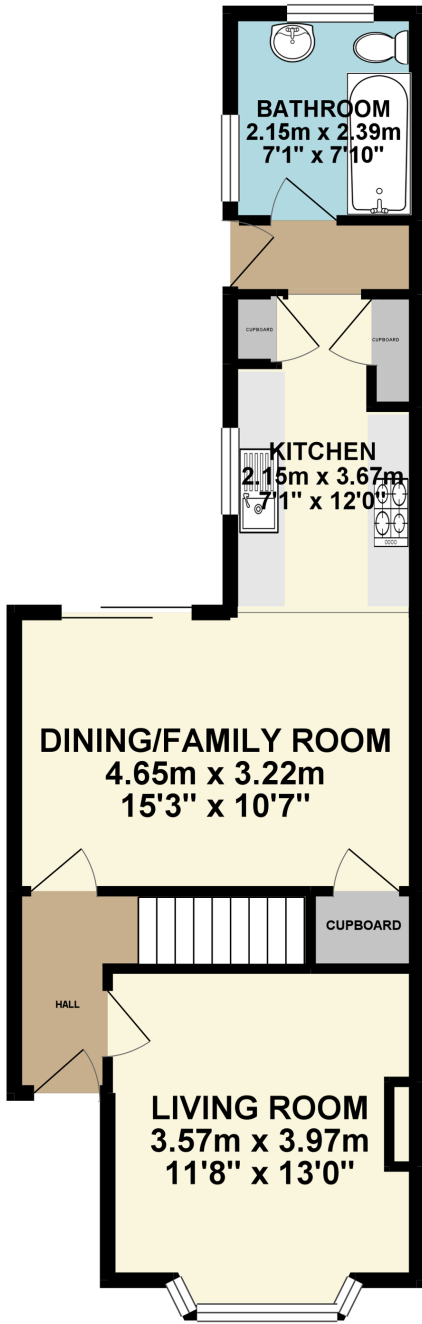 BATHROOM
2.15m x 2.39m
7'1" x 7'10"
CUPBOARD
CUPBOARD
KITCHEN
2.15m x 3.67m
7'1" x 12'0"
DINING/FAMILY ROOM
4.65m x 3.22m
15'3" x 10'7"
CUPBOARD
HALL
LIVING ROOM
3.57m x 3.97m
11'8" x 13'0"